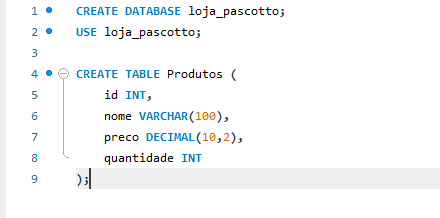 1 CREATE DATABASE loja_pascotto;
2 USE loja_pascotto;
3
4 CREATE TABLE Produtos (
5 id INT,
6 nome VARCHAR(100),
7 preco DECIMAL(10,2),
8 quantidade INT
9 );